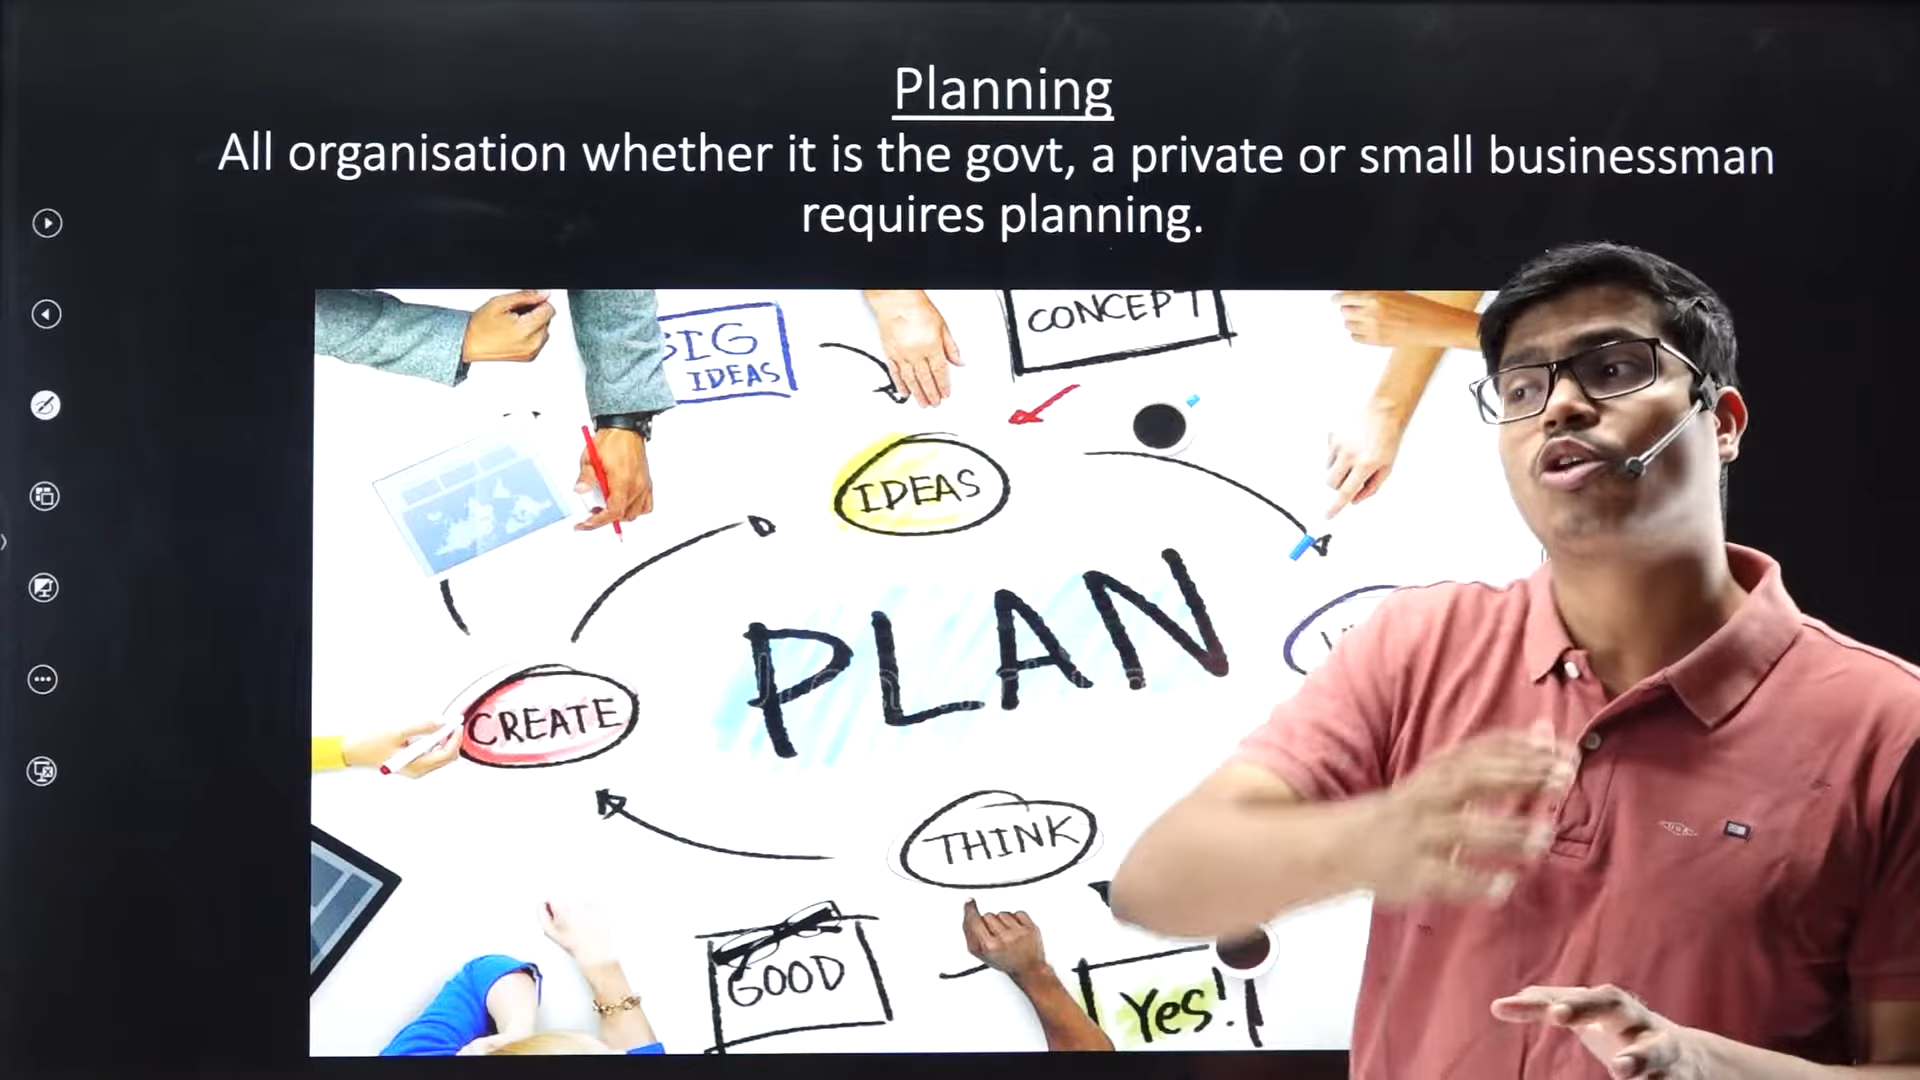 Planning
All organisation whether it is the govt, a private or small businessman
requires planning.
BIG
IDEAS
CONCEPT
IDEAS
PLAN
CREATE
THINK
GOOD
Yes!